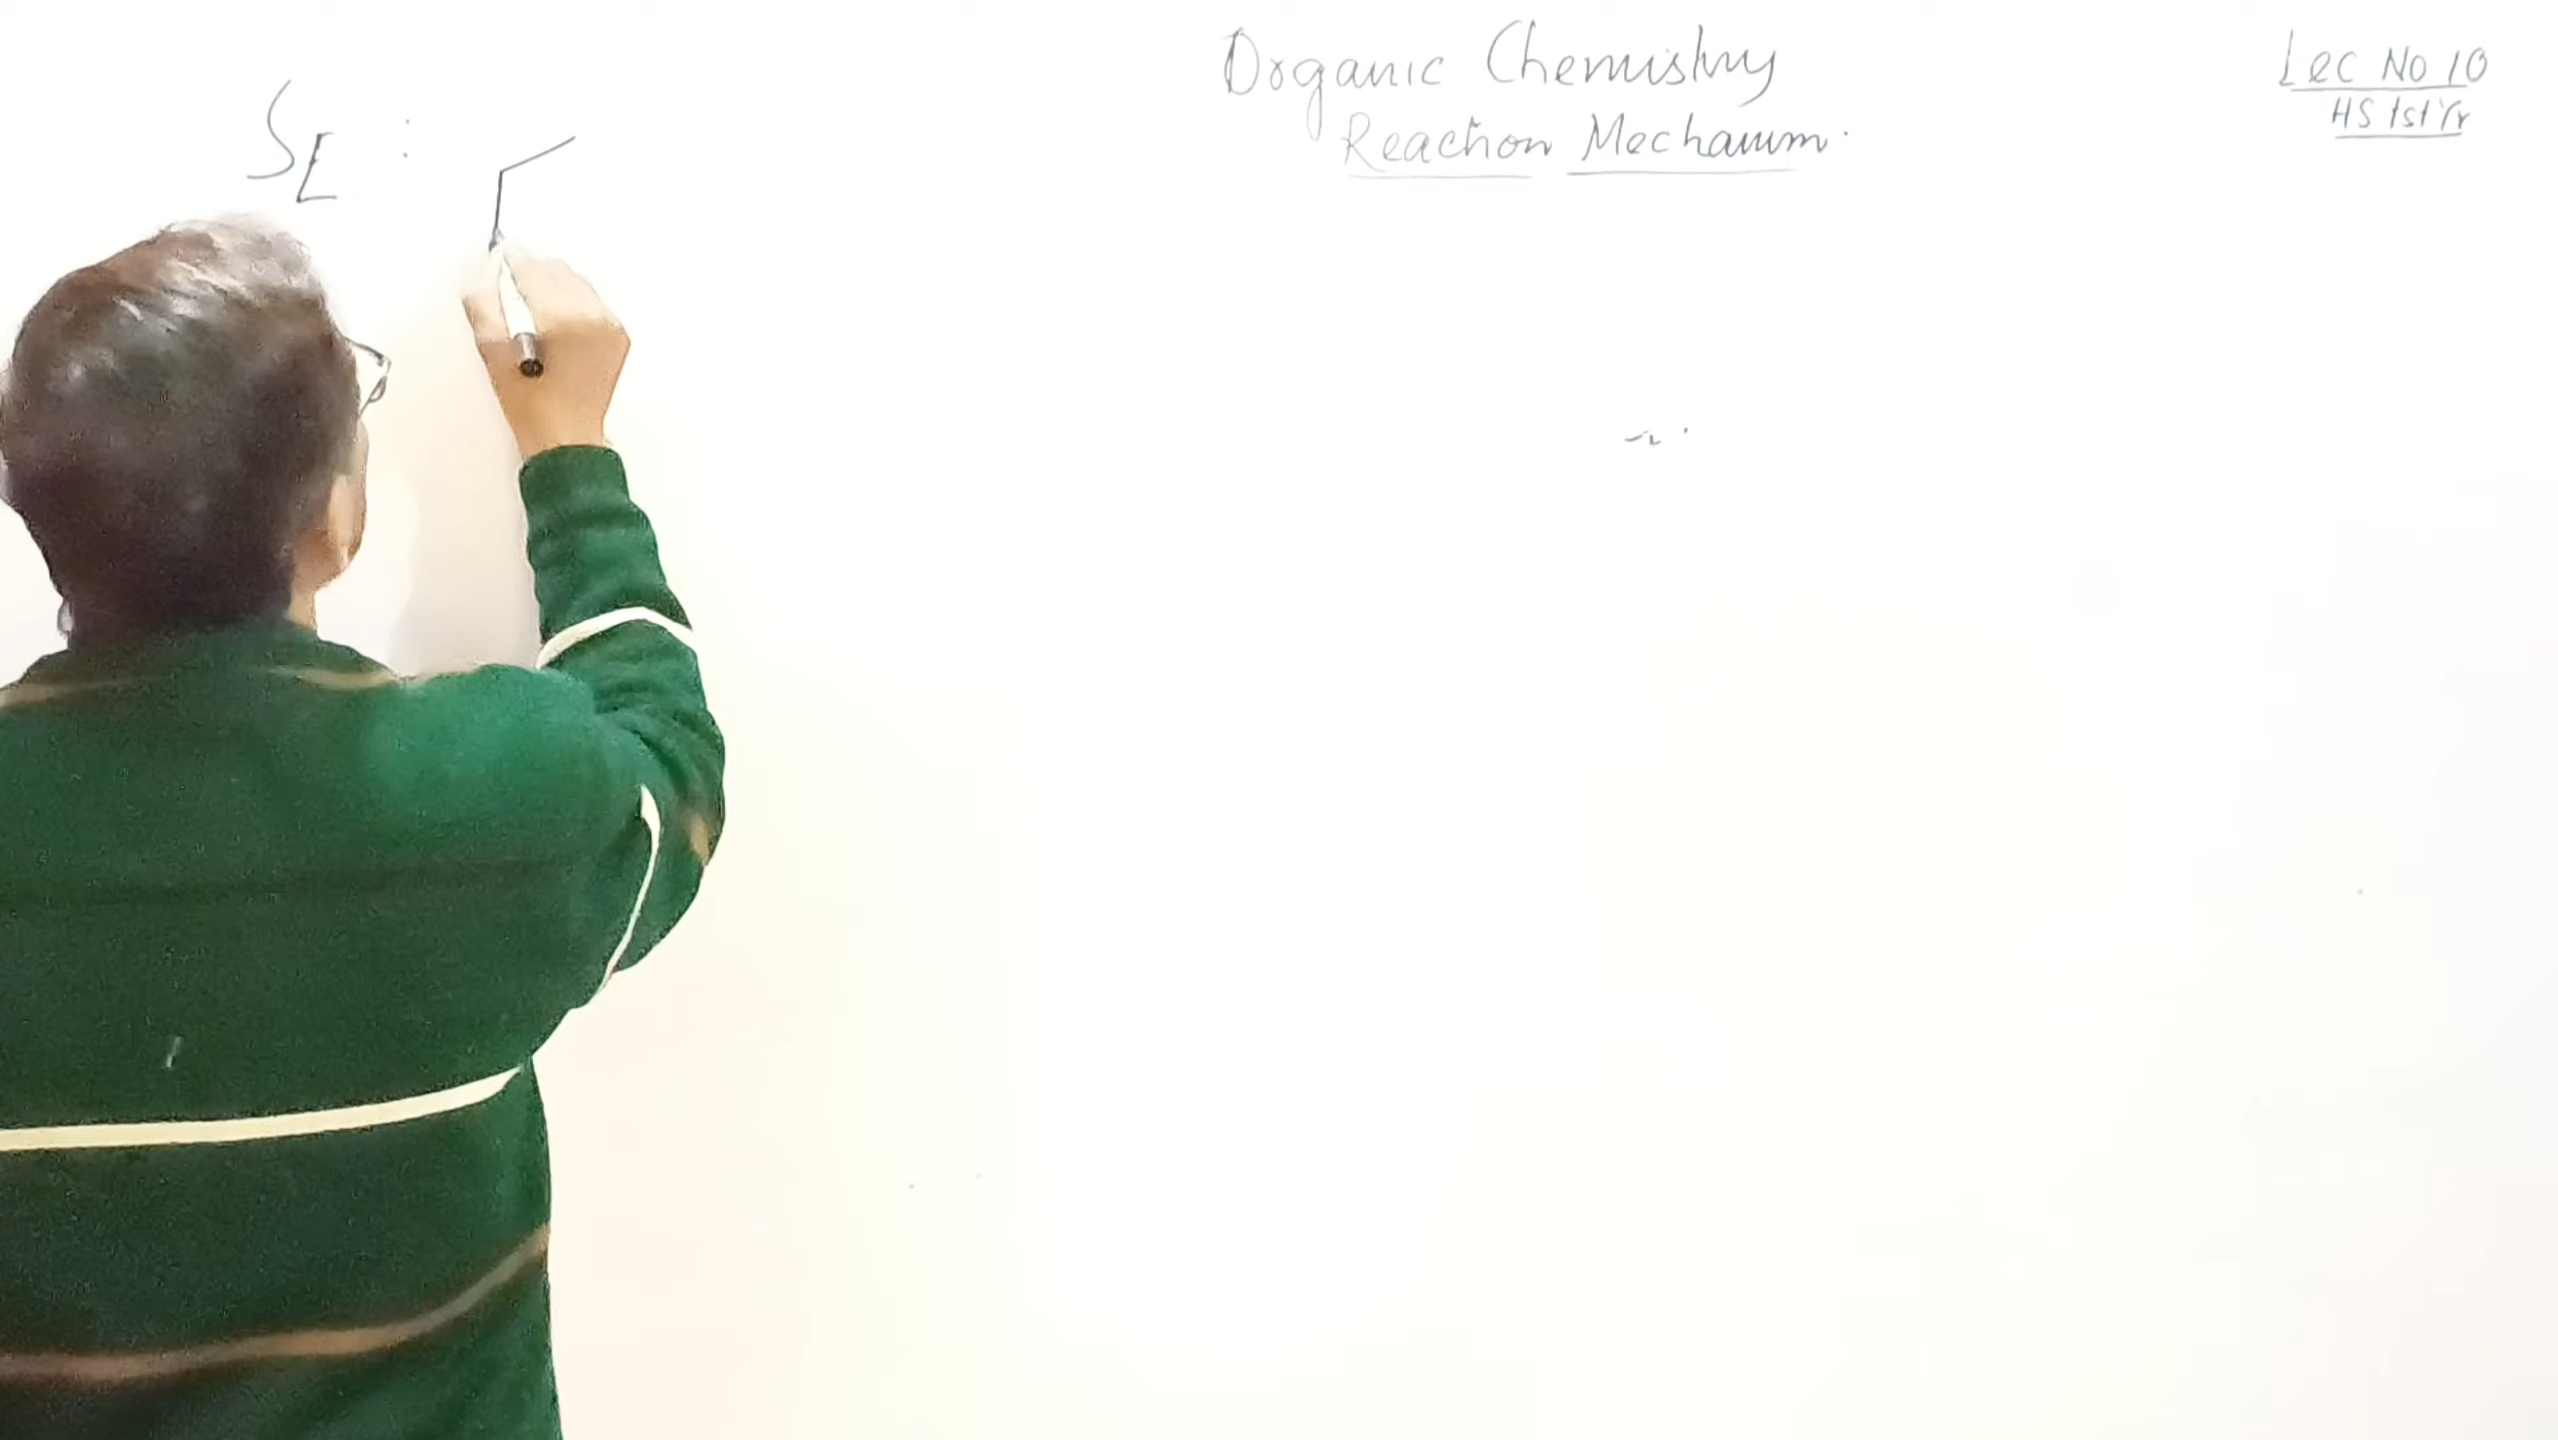 Organic Chemistry
Reaction Mechanism.
Lec No 10
HS 1st Yr
SE :